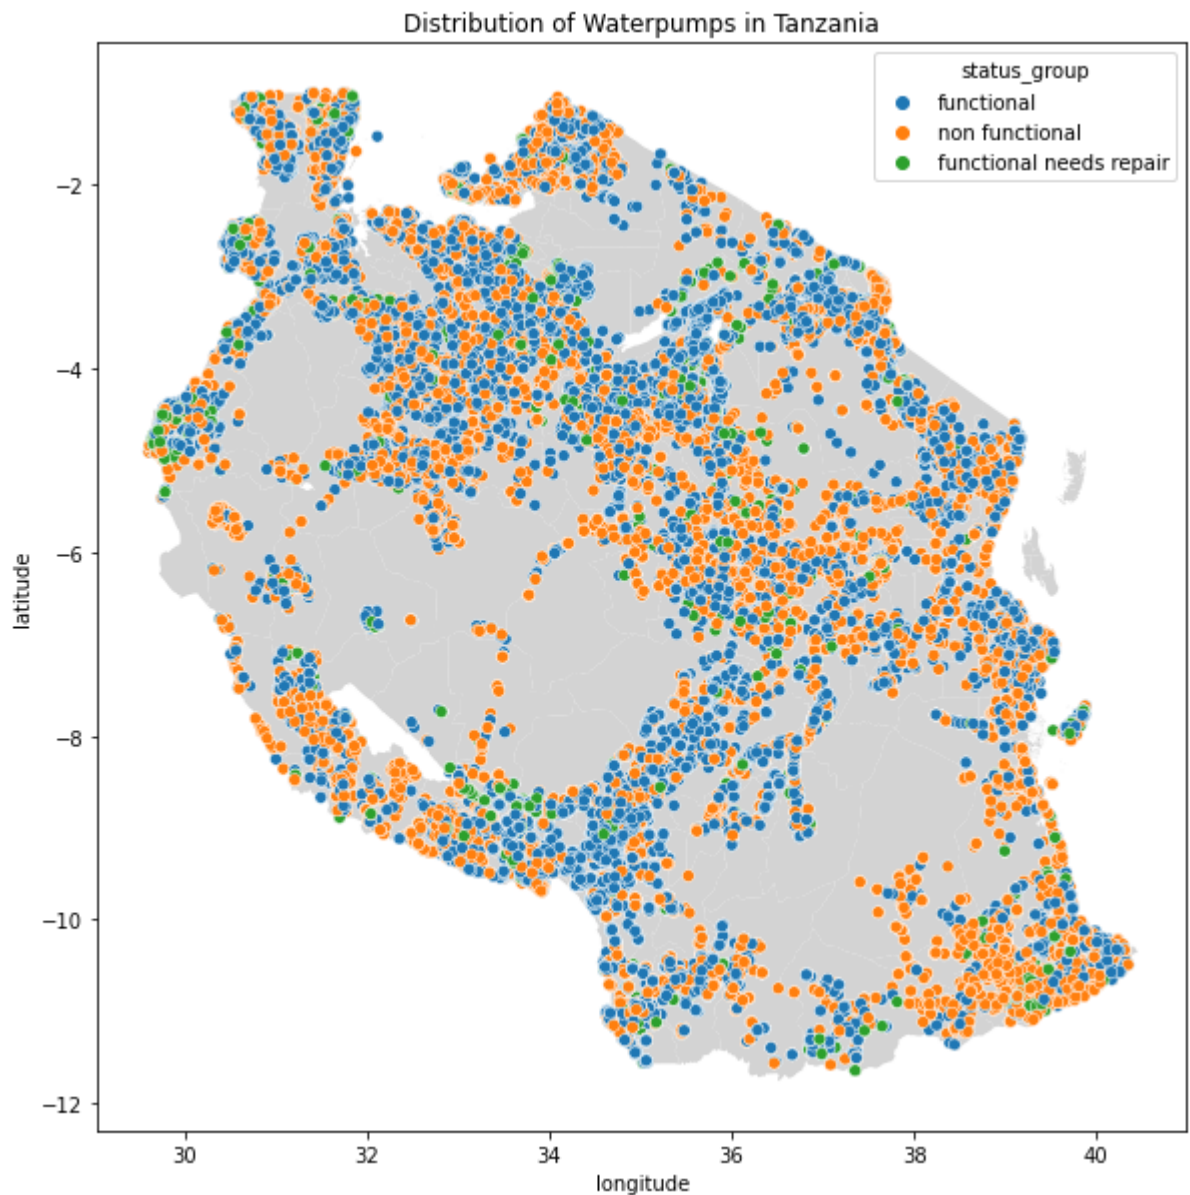 Distribution of Waterpumps in Tanzania
status_group
functional
non functional
functional needs repair
latitude
−2
−4
−6
−8
−10
−12
30
32
34
36
38
40
longitude